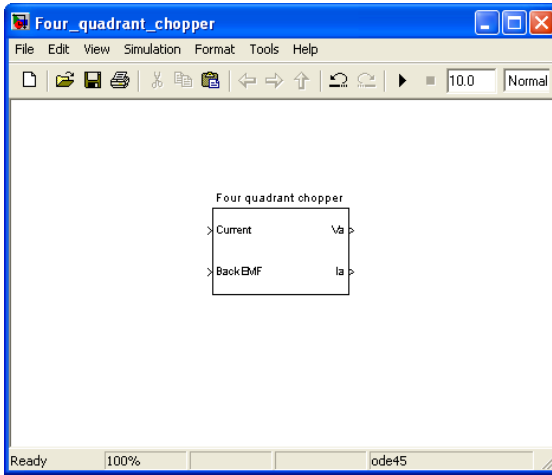 Four_quadrant_chopper
File Edit View Simulation Format Tools Help
10.0 Normal
Four quadrant chopper
Current Va
Back EMF Ia
Ready 100% ode45